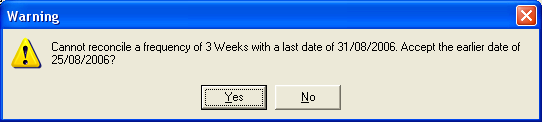 Warning
Cannot reconcile a frequency of 3 Weeks with a last date of 31/08/2006. Accept the earlier date of
25/08/2006?
Yes
No